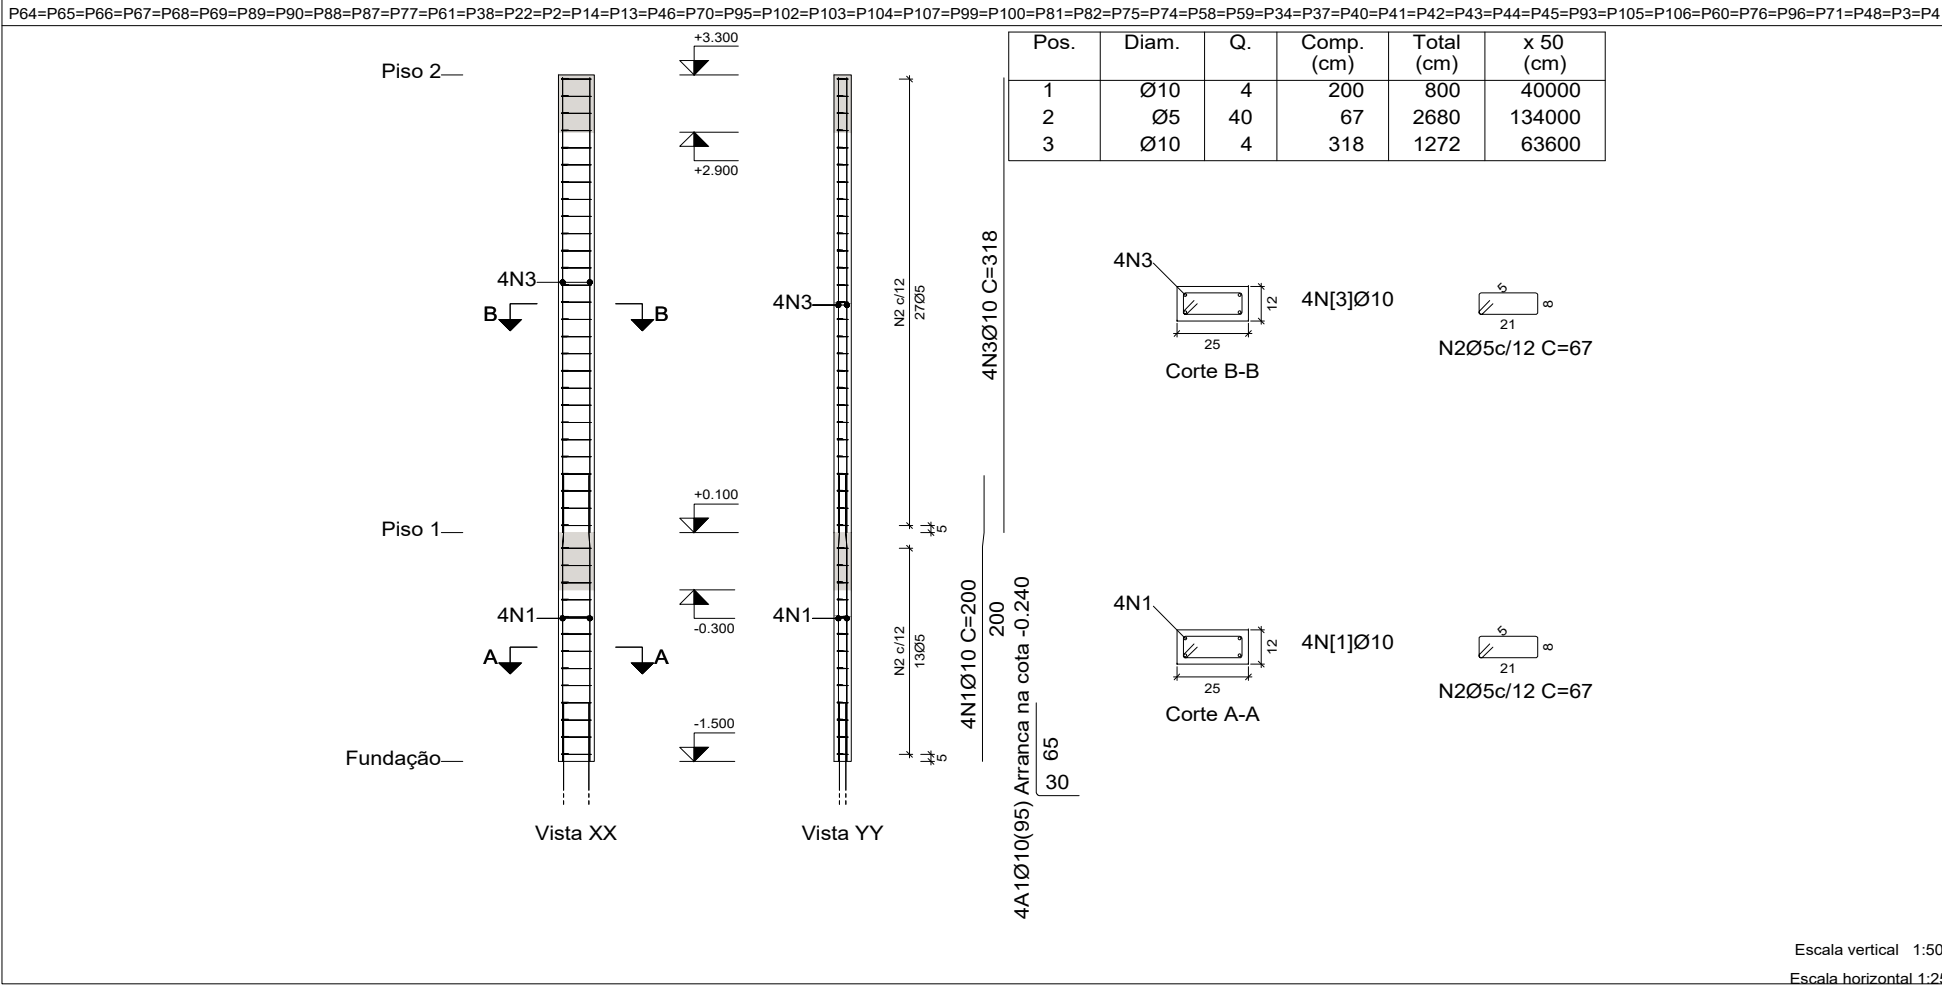 P64=P65=P66=P67=P68=P69=P89=P90=P88=P87=P77=P61=P38=P22=P2=P14=P13=P46=P70=P95=P102=P103=P104=P107=P99=P100=P81=P82=P75=P74=P58=P59=P34=P37=P40=P41=P42=P43=P44=P45=P93=P105=P106=P60=P76=P96=P71=P48=P3=P4
Pos. Diam. Q. Comp. (cm) Total (cm) x 50 (cm)
1 Ø10 4 200 800 40000
2 Ø5 40 67 2680 134000
3 Ø10 4 318 1272 63600
Piso 2
+3.300
+2.900
4N3
B B
4N3
N2 c/12
27Ø5
4N3Ø10 C=318
4N3
12
25
4N[3]Ø10
Corte B-B
5
8
21
N2Ø5c/12 C=67
Piso 1
+0.100
5
-0.300
4N1
A A
4N1
N2 c/12
13Ø5
4N1Ø10 C=200
200
4A1Ø10(95) Arranca na cota -0.240
65
30
4N1
12
25
4N[1]Ø10
Corte A-A
5
8
21
N2Ø5c/12 C=67
Fundação
-1.500
5
Vista XX
Vista YY
Escala vertical 1:50
Escala horizontal 1:25